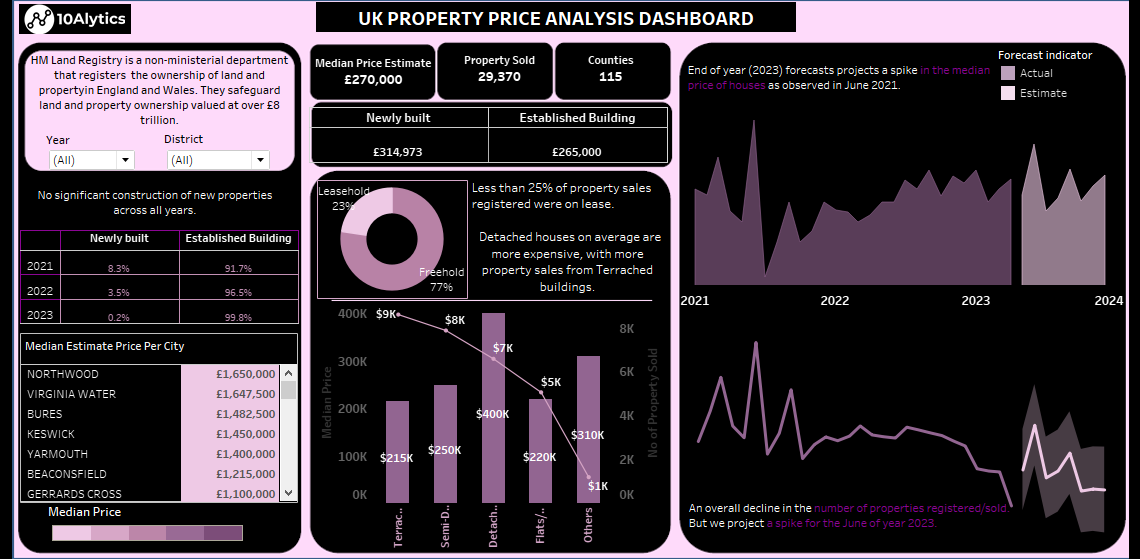 10Alytics
UK PROPERTY PRICE ANALYSIS DASHBOARD
HM Land Registry is a non-ministerial department
that registers the ownership of land and
propertyin England and Wales. They safeguard
land and property ownership valued at over £8
trillion.
Year
District
(All)
(All)
No significant construction of new properties
across all years.
Newly built
Established Building
2021
8.3%
91.7%
2022
3.5%
96.5%
2023
0.2%
99.8%
Median Estimate Price Per City
NORTHWOOD
£1,650,000
VIRGINIA WATER
£1,647,500
BURES
£1,482,500
KESWICK
£1,450,000
YARMOUTH
£1,400,000
BEACONSFIELD
£1,215,000
GERRARDS CROSS
£1,100,000
Median Price
Median Price Estimate
£270,000
Property Sold
29,370
Counties
115
Newly built
Established Building
£314,973
£265,000
Leasehold
23%
Freehold
77%
Less than 25% of property sales
registered were on lease.
Detached houses on average are
more expensive, with more
property sales from Terrached
buildings.
400K
300K
200K
100K
0K
Median Price
$9K
$8K
$7K
$5K
$1K
$215K
$250K
$400K
$220K
$310K
8K
6K
4K
2K
0K
No of Property Sold
Terrac..
Semi-D..
Detach..
Flats/..
Others
End of year (2023) forecasts projects a spike in the median
price of houses as observed in June 2021.
Forecast indicator
Actual
Estimate
2021
2022
2023
2024
An overall decline in the number of properties registered/sold.
But we project a spike for the June of year 2023.